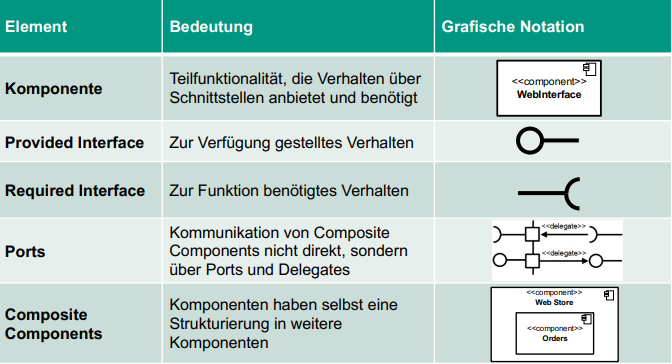 Element Bedeutung Grafische Notation
Komponente
Teilfunktionalität, die Verhalten über
Schnittstellen anbietet und benötigt
<<component>>
WebInterface
Provided Interface Zur Verfügung gestelltes Verhalten
Required Interface Zur Funktion benötigtes Verhalten
Ports
Kommunikation von Composite
Components nicht direkt, sondern
über Ports und Delegates
<<delegate>>
<<delegate>>
Composite
Components
Komponenten haben selbst eine
Strukturierung in weitere
Komponenten
<<component>>
Web Store
<<component>>
Orders